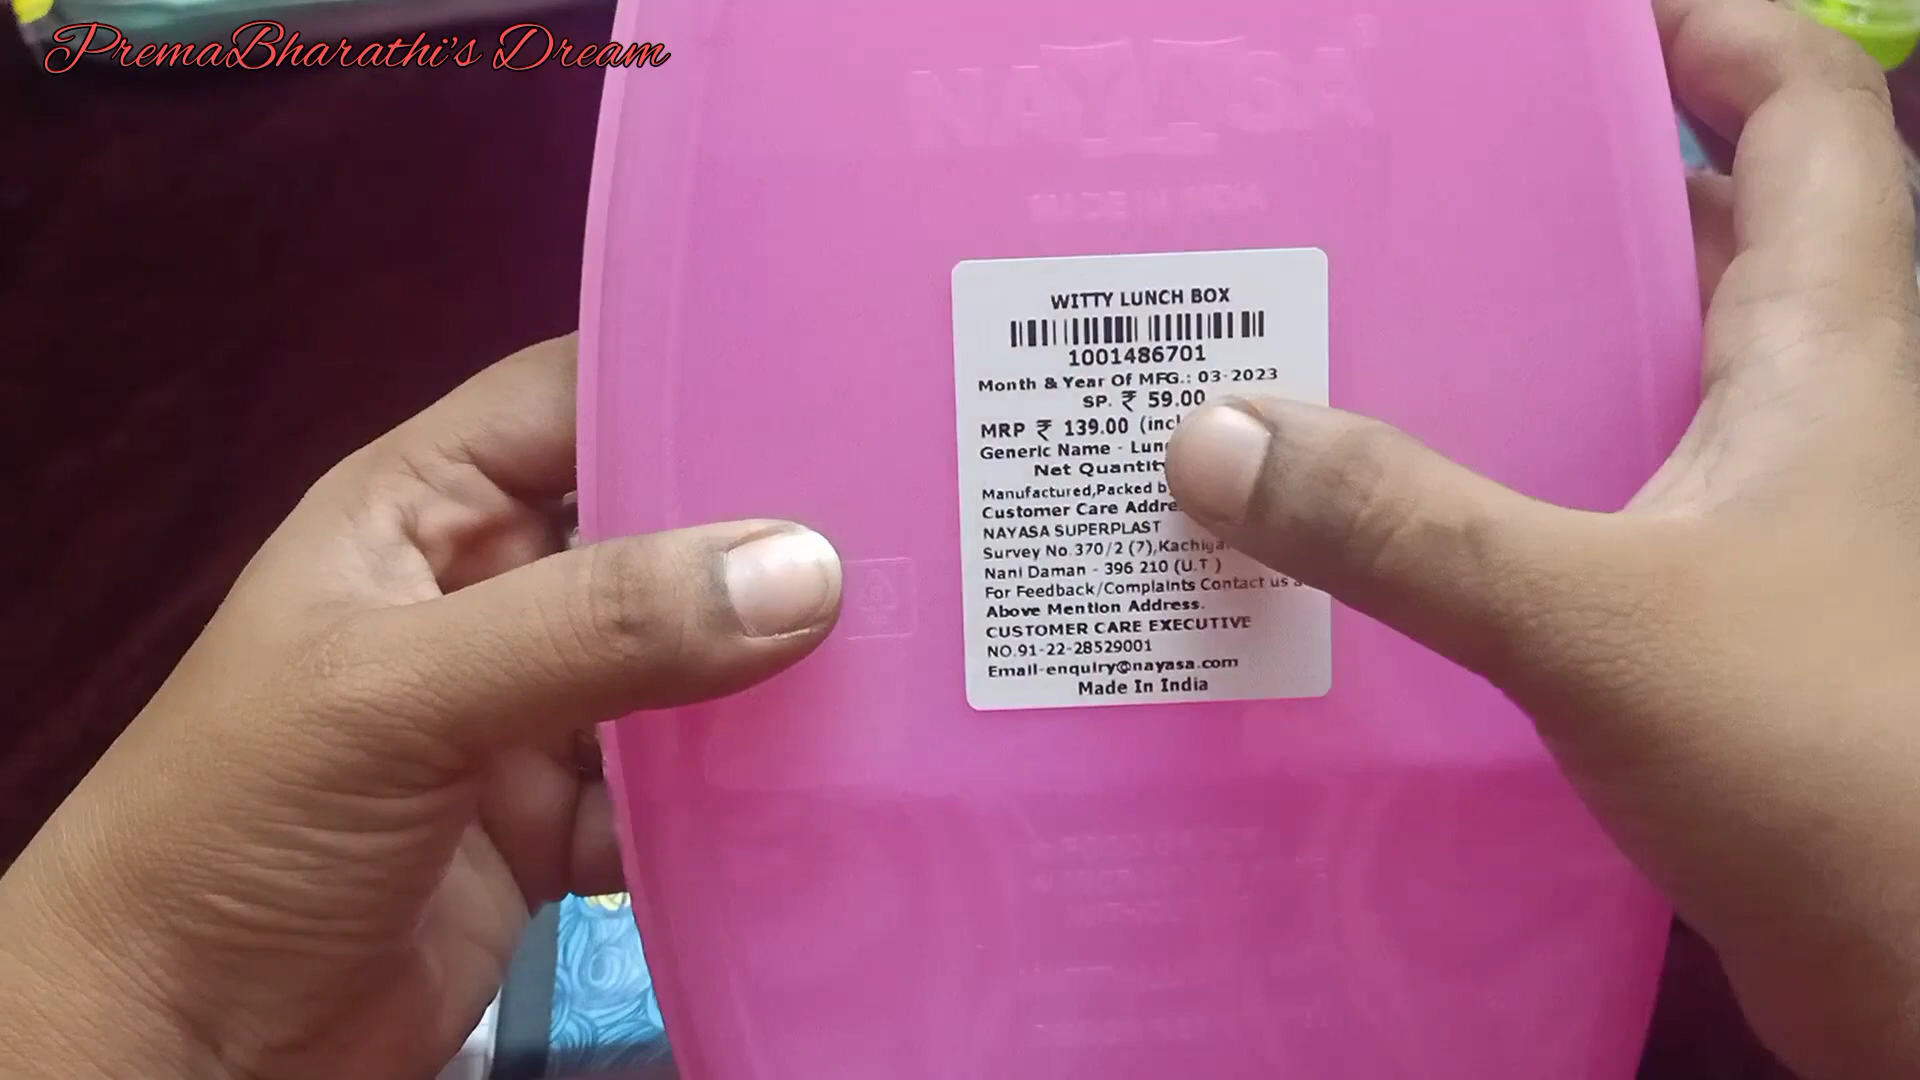 PremaBharathi's Dream
NAYASA
MADE IN INDIA
WITTY LUNCH BOX
1001486701
Month & Year Of MFG.: 03-2023
SP. ₹ 59.00
MRP ₹ 139.00 (incl
Generic Name - Lun
Net Quantity
Manufactured,Packed b
Customer Care Addre
NAYASA SUPERPLAST
Survey No.370/2 (7),Kachiga
Nani Daman - 396 210 (U.T)
For Feedback/Complaints Contact us a
Above Mention Address.
CUSTOMER CARE EXECUTIVE
NO.91-22-28529001
Email-enquiry@nayasa.com
Made In India